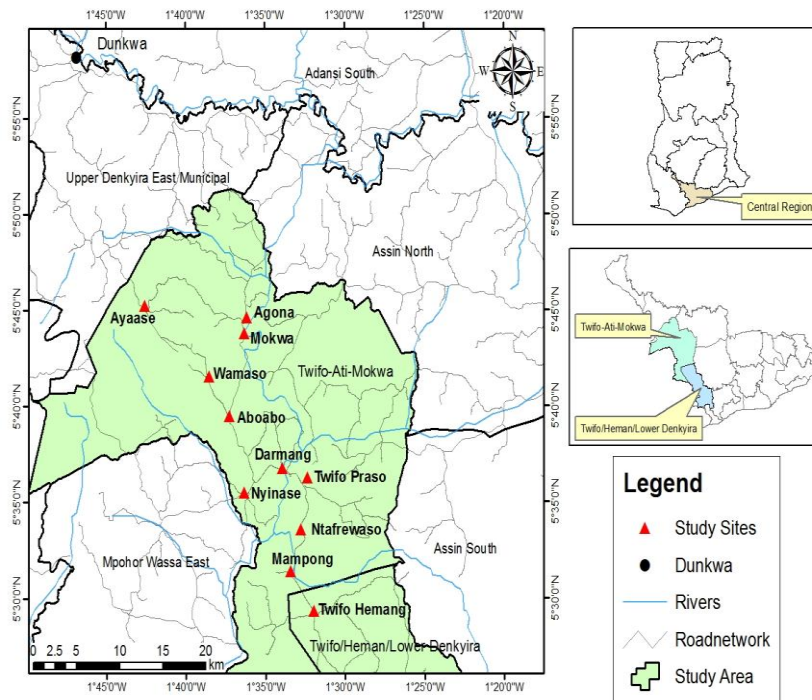 1°45'0"W 1°40'0"W 1°35'0"W 1°30'0"W 1°25'0"W 1°20'0"W
Dunkwa
N
W E
S
Adansi South
5°55'0"N 5°55'0"N
Upper Denkyira East Municipal
5°50'0"N 5°50'0"N
Assin North
5°45'0"N 5°45'0"N
Ayaase
Agona
Mokwa
Wamaso
Twifo-Ati-Mokwa
5°40'0"N 5°40'0"N
Aboabo
Darmang
Twifo Praso
Nyinase
5°35'0"N 5°35'0"N
Ntafrewaso
Mpohor Wassa East
Mampong
Assin South
5°30'0"N 5°30'0"N
Twifo Hemang
Twifo/Heman/Lower Denkyira
0 2.5 5 10 15 20
km
1°45'0"W 1°40'0"W 1°35'0"W 1°30'0"W 1°25'0"W 1°20'0"W
Central Region
Twifo-Ati-Mokwa
Twifo/Heman/Lower Denkyira
Legend
Study Sites
Dunkwa
Rivers
Roadnetwork
Study Area